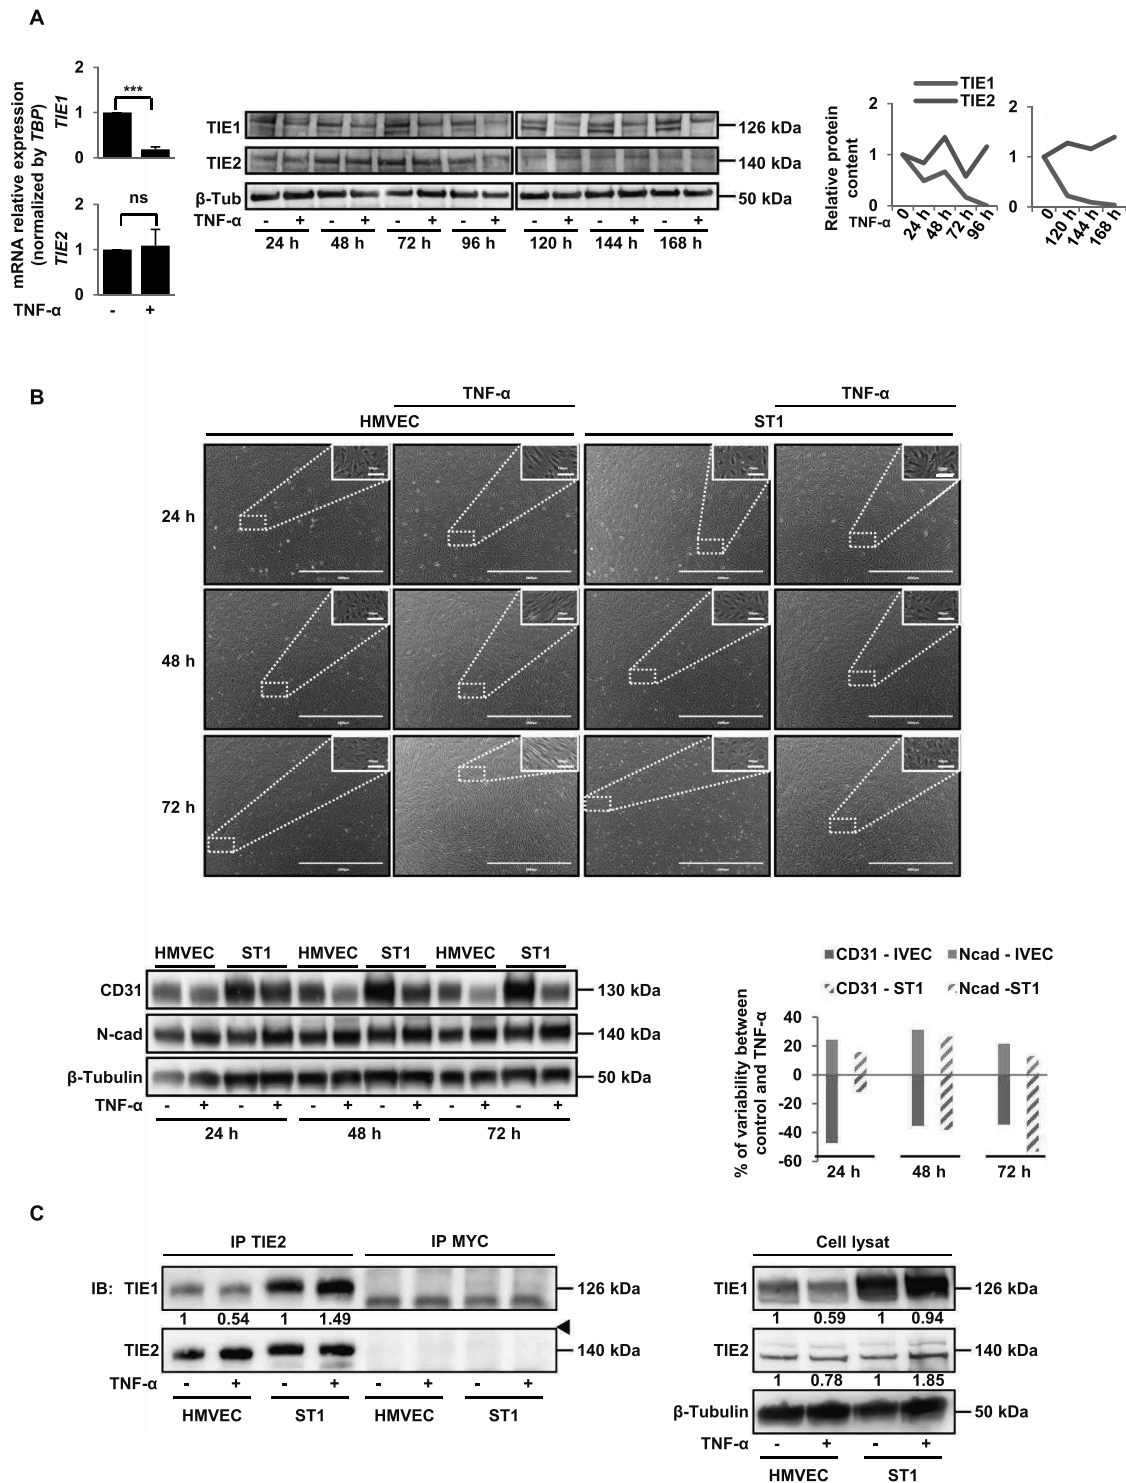 A
mRNA relative expression
(normalized by TBP)
TIE1
TIE2
2
1
0
***
2
1
0
ns
TNF-α - +
TIE1
126 kDa
TIE2
140 kDa
β-Tub
50 kDa
TNF-α - + - + - + - + - + - + - +
24 h 48 h 72 h 96 h 120 h 144 h 168 h
TIE1
TIE2
Relative protein
content
2
1
0
TNF-α 0 24 h 48 h 72 h 96 h
2
1
0
0 120 h 144 h 168 h
B
TNF-α TNF-α
HMVEC ST1
24 h
48 h
72 h
HMVEC ST1 HMVEC ST1 HMVEC ST1
CD31 130 kDa
N-cad 140 kDa
β-Tubulin 50 kDa
TNF-α - + - + - + - + - + - +
24 h 48 h 72 h
CD31 - IVEC Ncad - IVEC
CD31 - ST1 Ncad -ST1
% of variability between
control and TNF-α
40
20
0
-20
-40
-60
24 h 48 h 72 h
C
IP TIE2 IP MYC
IB: TIE1 126 kDa
1 0.54 1 1.49
TIE2 140 kDa
TNF-α - + - + - + - +
HMVEC ST1 HMVEC ST1
Cell lysat
TIE1 126 kDa
1 0.59 1 0.94
TIE2 140 kDa
1 0.78 1 1.85
β-Tubulin 50 kDa
TNF-α - + - +
HMVEC ST1